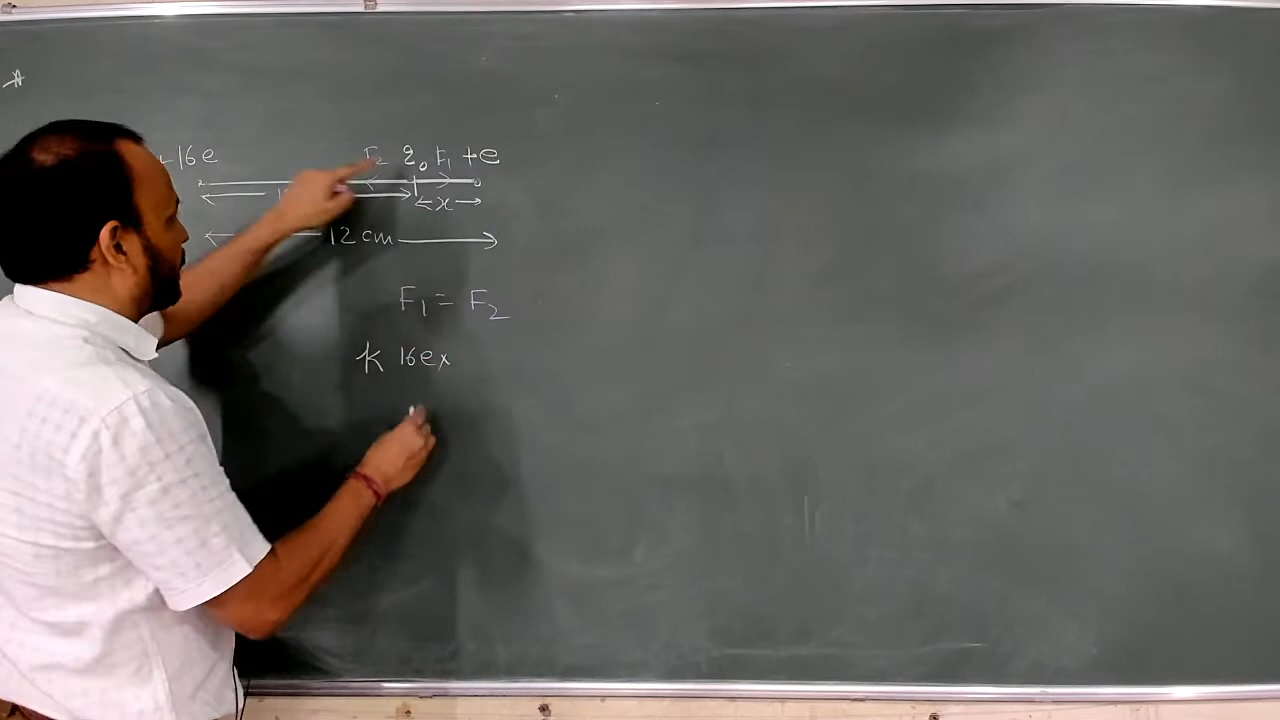 +16e F₂ q₀ F₁ +e
x
12 cm
F₁ = F₂
K 16e×